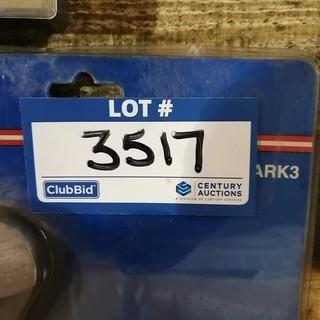 LOT #
3517
ClubBid
CENTURY
AUCTIONS
A DIVISION OF CENTURY SERVICES
ARK3